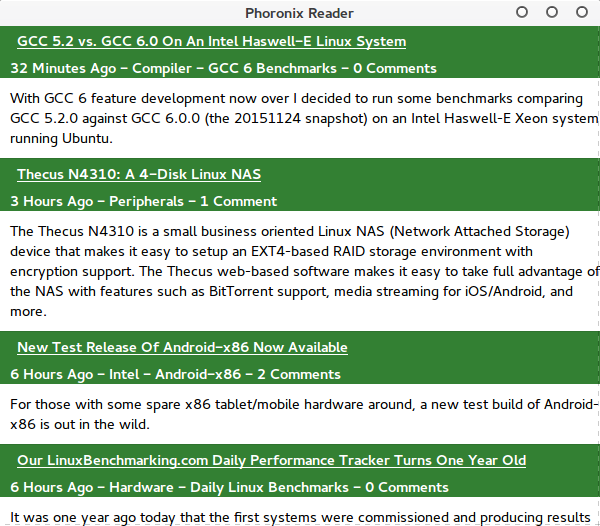 Phoronix Reader
GCC 5.2 vs. GCC 6.0 On An Intel Haswell-E Linux System
32 Minutes Ago – Compiler – GCC 6 Benchmarks – 0 Comments
With GCC 6 feature development now over I decided to run some benchmarks comparing
GCC 5.2.0 against GCC 6.0.0 (the 20151124 snapshot) on an Intel Haswell-E Xeon system
running Ubuntu.
Thecus N4310: A 4-Disk Linux NAS
3 Hours Ago – Peripherals – 1 Comment
The Thecus N4310 is a small business oriented Linux NAS (Network Attached Storage)
device that makes it easy to setup an EXT4-based RAID storage environment with
encryption support. The Thecus web-based software makes it easy to take full advantage of
the NAS with features such as BitTorrent support, media streaming for iOS/Android, and
more.
New Test Release Of Android-x86 Now Available
6 Hours Ago – Intel – Android-x86 – 2 Comments
For those with some spare x86 tablet/mobile hardware around, a new test build of Android-
x86 is out in the wild.
Our LinuxBenchmarking.com Daily Performance Tracker Turns One Year Old
6 Hours Ago – Hardware – Daily Linux Benchmarks – 0 Comments
It was one year ago today that the first systems were commissioned and producing results